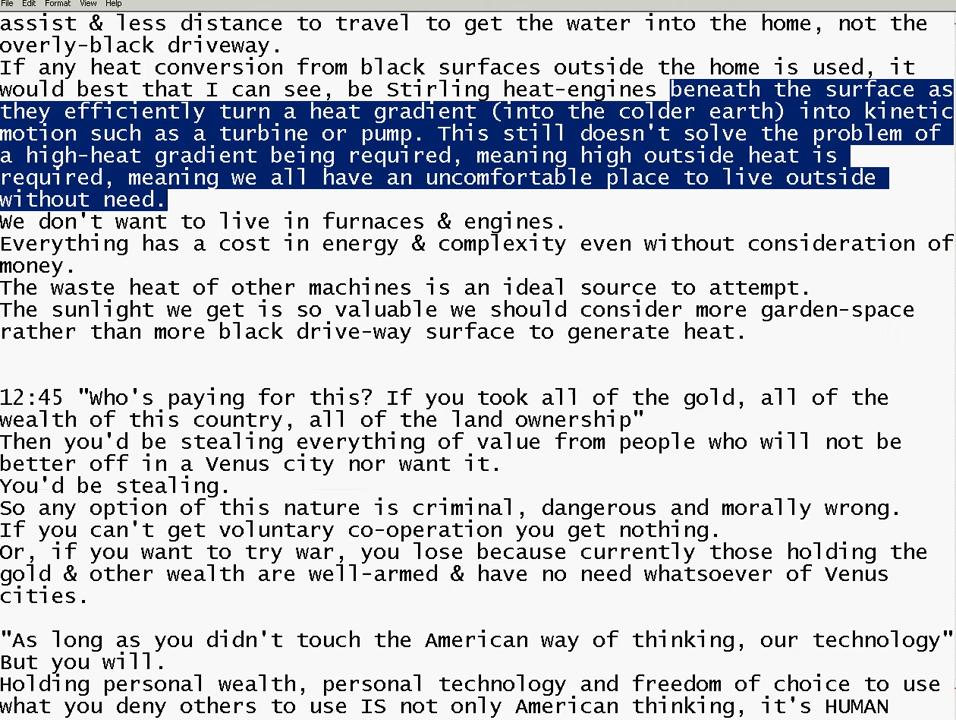 File Edit Format View Help
assist & less distance to travel to get the water into the home, not the
overly-black driveway.
If any heat conversion from black surfaces outside the home is used, it
would best that I can see, be Stirling heat-engines beneath the surface as
they efficiently turn a heat gradient (into the colder earth) into kinetic
motion such as a turbine or pump. This still doesn't solve the problem of
a high-heat gradient being required, meaning high outside heat is
required, meaning we all have an uncomfortable place to live outside
without need.
We don't want to live in furnaces & engines.
Everything has a cost in energy & complexity even without consideration of
money.
The waste heat of other machines is an ideal source to attempt.
The sunlight we get is so valuable we should consider more garden-space
rather than more black drive-way surface to generate heat.
12:45 "Who's paying for this? If you took all of the gold, all of the
wealth of this country, all of the land ownership"
Then you'd be stealing everything of value from people who will not be
better off in a Venus city nor want it.
You'd be stealing.
So any option of this nature is criminal, dangerous and morally wrong.
If you can't get voluntary co-operation you get nothing.
Or, if you want to try war, you lose because currently those holding the
gold & other wealth are well-armed & have no need whatsoever of Venus
cities.
"As long as you didn't touch the American way of thinking, our technology"
But you will.
Holding personal wealth, personal technology and freedom of choice to use
what you deny others to use IS not only American thinking, it's HUMAN